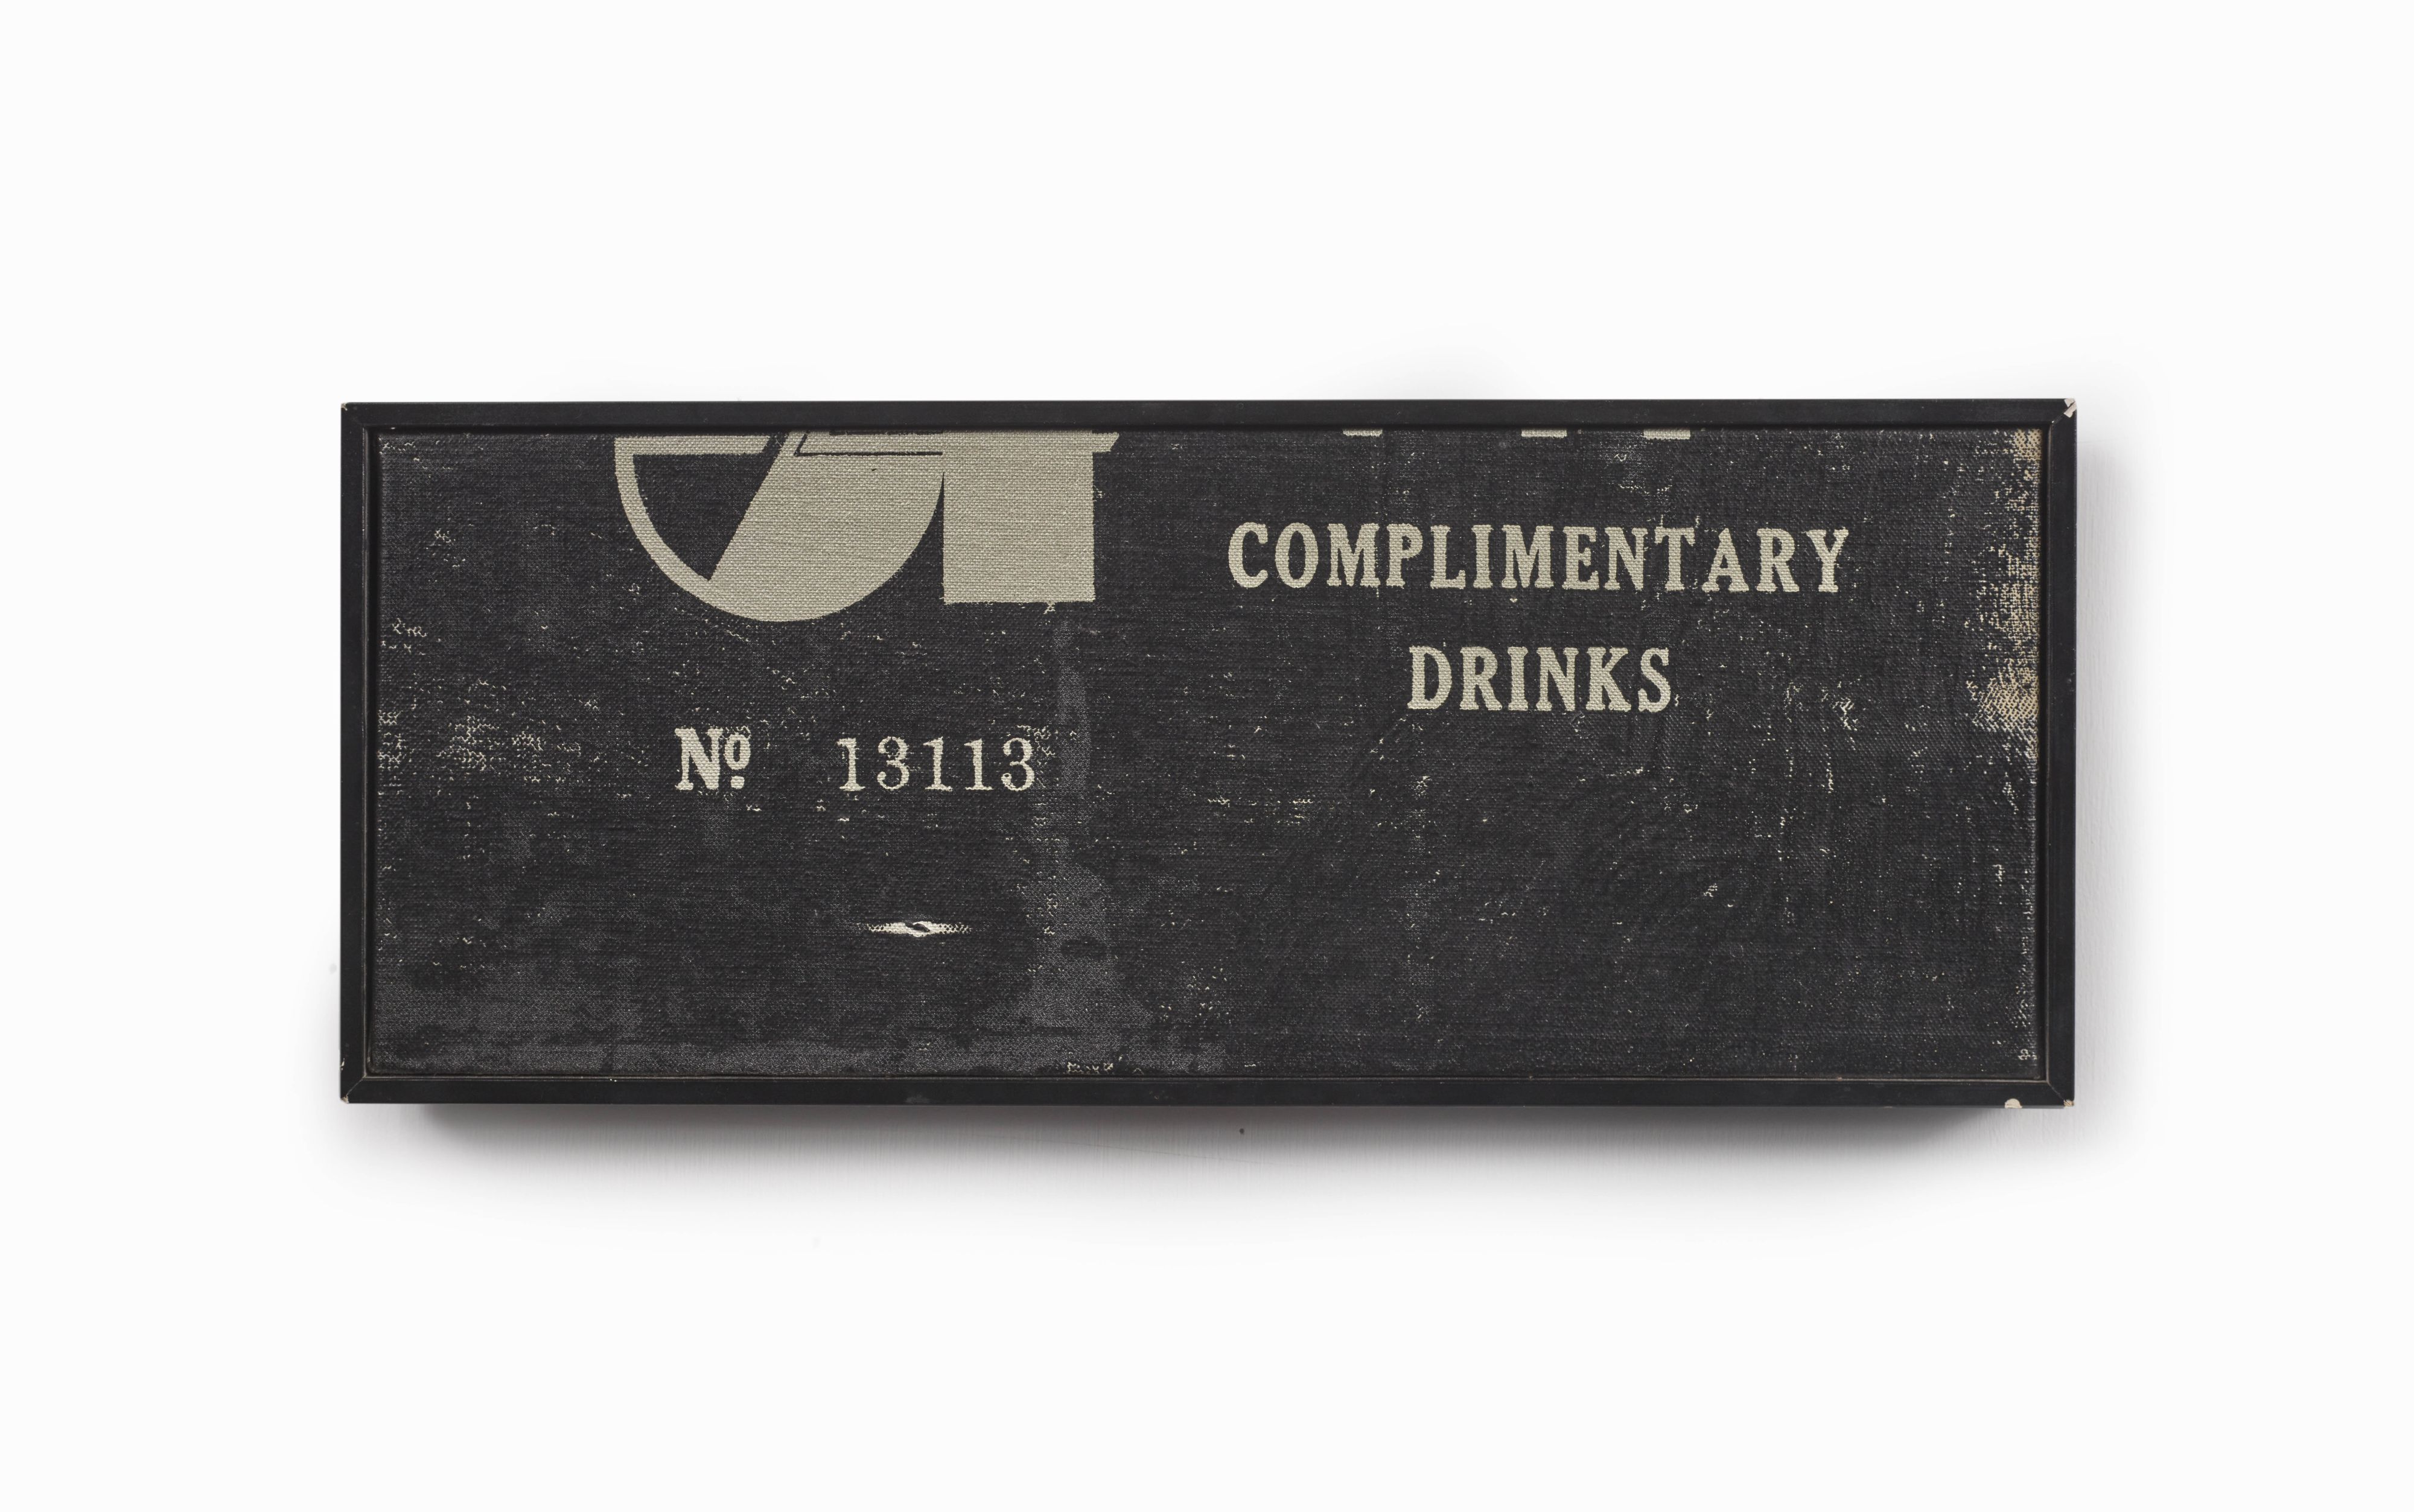 COMPLIMENTARY
DRINKS
Nº 13113